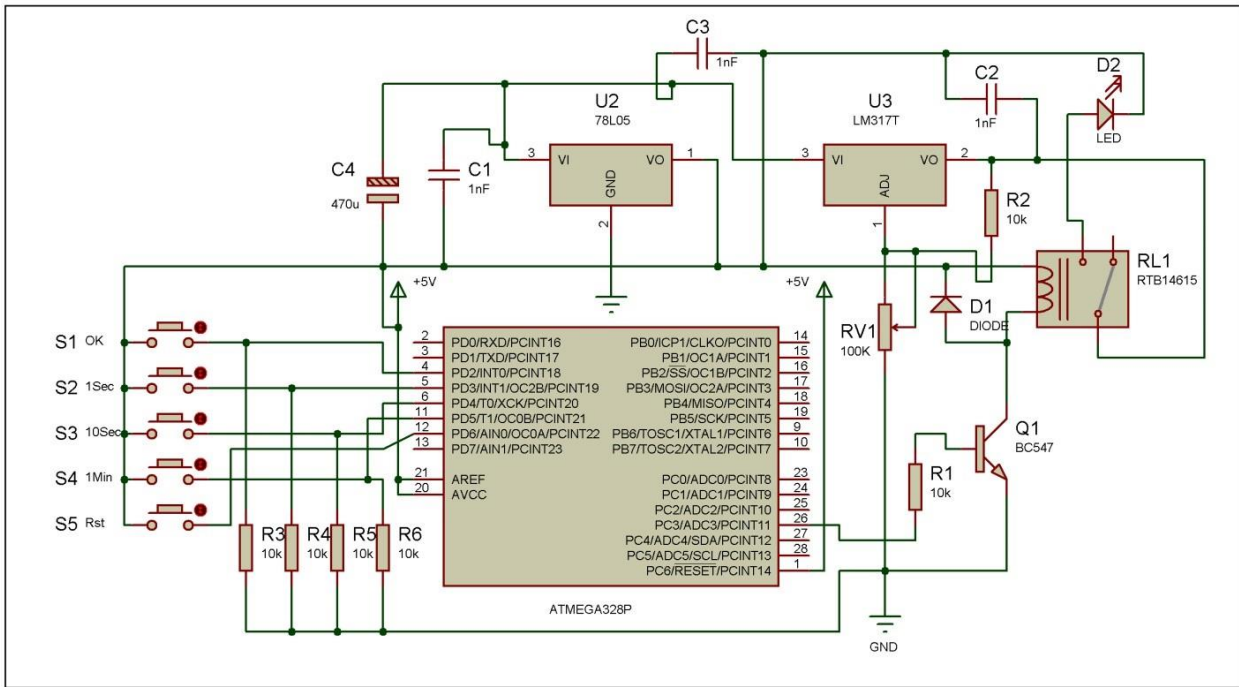 C3
1nF
D2
LED
C2
1nF
U2
78L05
U3
LM317T
3 VI VO 1
GND
2
3 VI VO 2
ADJ
1
C4
470u
C1
1nF
R2
10k
RL1
RTB14615
+5V
+5V
D1
DIODE
RV1
100K
S1 OK
S2 1Sec
S3 10Sec
S4 1Min
S5 Rst
2 PD0/RXD/PCINT16
3 PD1/TXD/PCINT17
4 PD2/INT0/PCINT18
5 PD3/INT1/OC2B/PCINT19
6 PD4/T0/XCK/PCINT20
11 PD5/T1/OC0B/PCINT21
12 PD6/AIN0/OC0A/PCINT22
13 PD7/AIN1/PCINT23
21 AREF
20 AVCC
PB0/ICP1/CLKO/PCINT0 14
PB1/OC1A/PCINT1 15
PB2/SS/OC1B/PCINT2 16
PB3/MOSI/OC2A/PCINT3 17
PB4/MISO/PCINT4 18
PB5/SCK/PCINT5 19
PB6/TOSC1/XTAL1/PCINT6 9
PB7/TOSC2/XTAL2/PCINT7 10
PC0/ADC0/PCINT8 23
PC1/ADC1/PCINT9 24
PC2/ADC2/PCINT10 25
PC3/ADC3/PCINT11 26
PC4/ADC4/SDA/PCINT12 27
PC5/ADC5/SCL/PCINT13 28
PC6/RESET/PCINT14 1
ATMEGA328P
Q1
BC547
R1
10k
R3
10k
R4
10k
R5
10k
R6
10k
GND